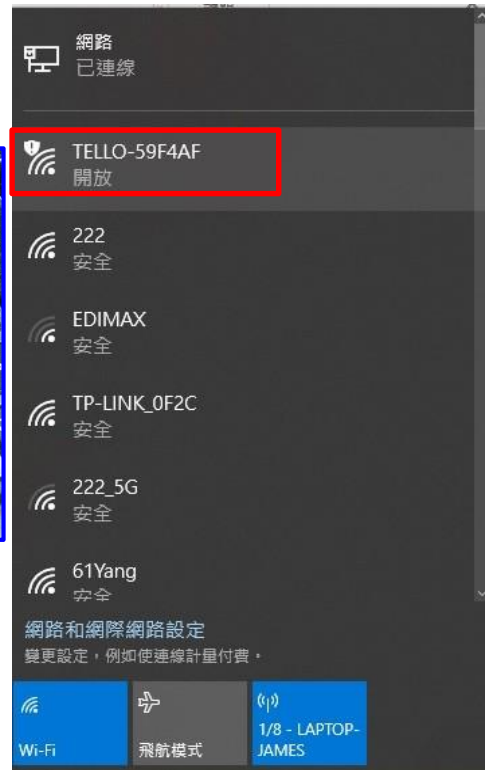 網路
已連線
TELLO-59F4AF
開放
222
安全
EDIMAX
安全
TP-LINK_0F2C
安全
222_5G
安全
61Yang
安全
網路和網際網路設定
變更設定，例如使連線計量付費。
Wi-Fi
飛航模式
1/8 - LAPTOP-
JAMES